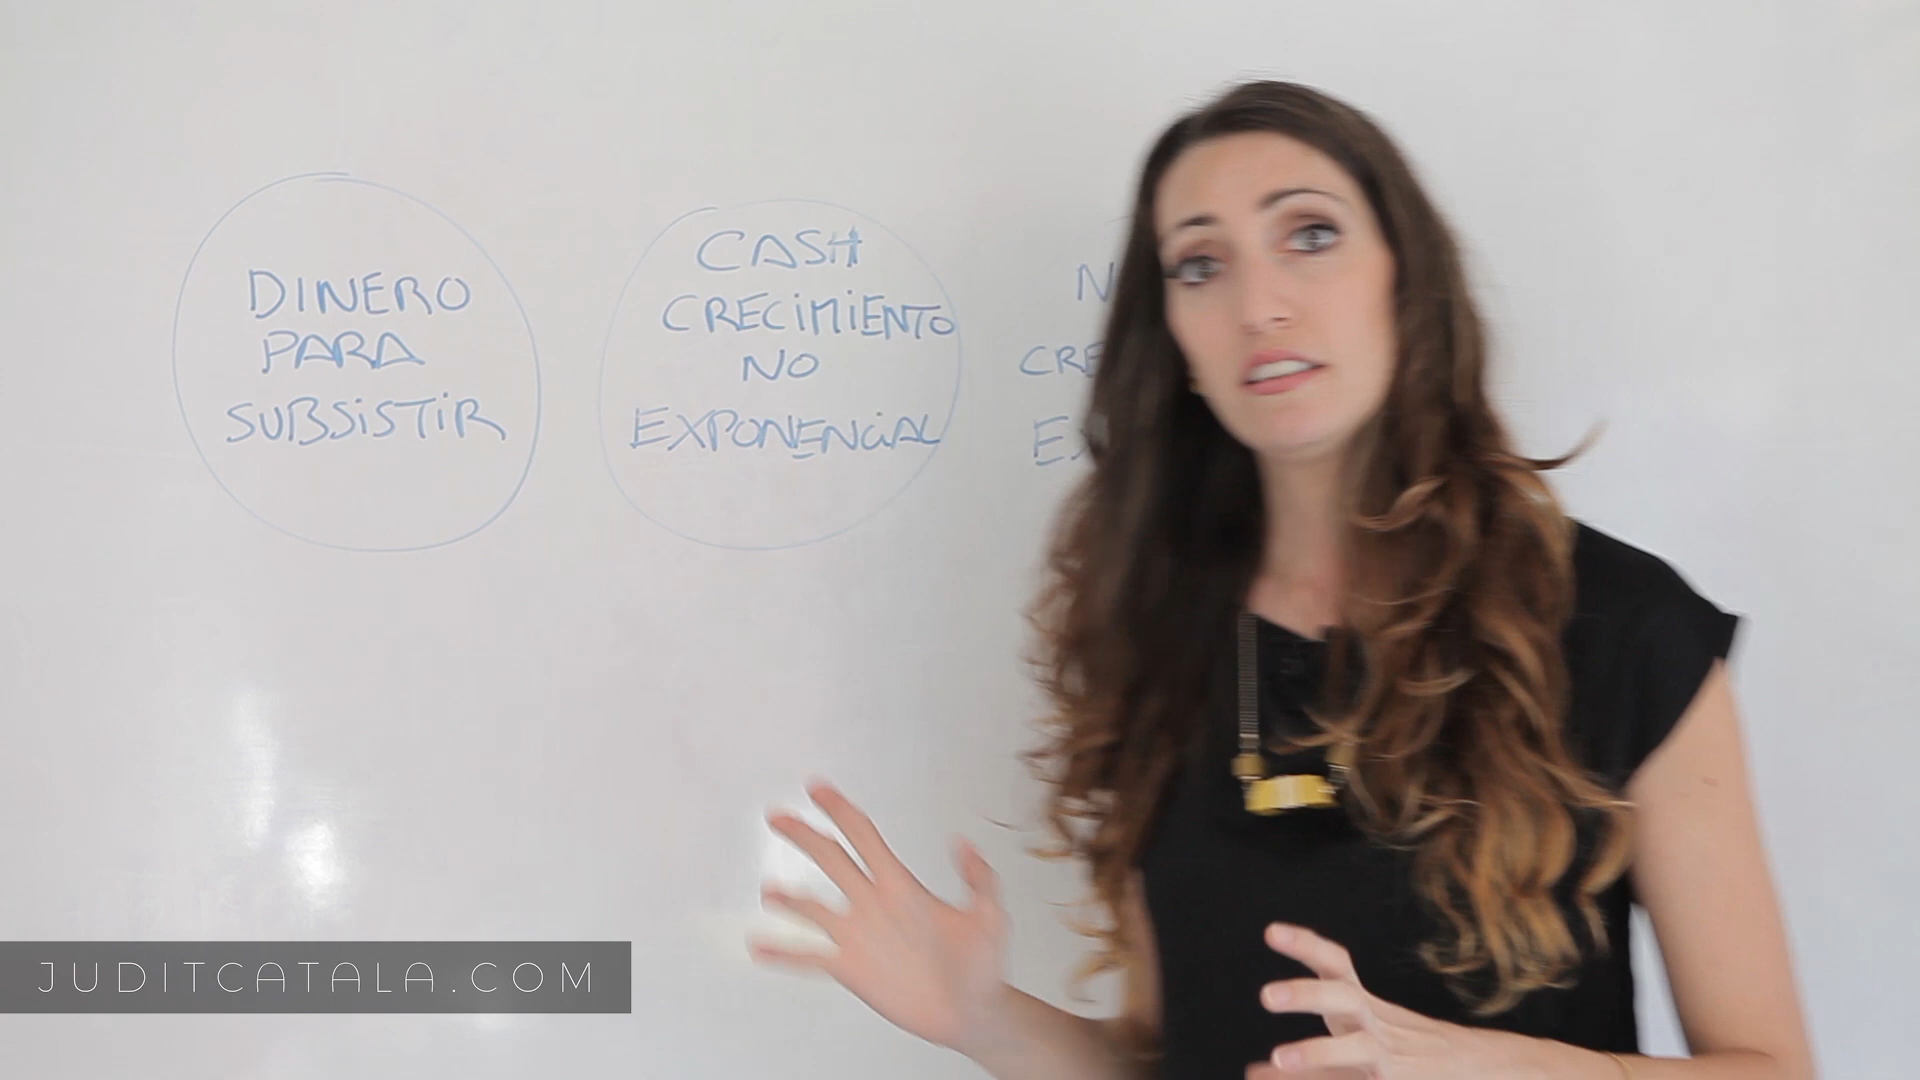 DINERO
PARA
SUBSISTIR
CASH
CRECIMIENTO
NO
EXPONENCIAL
JUDITCATALA.COM